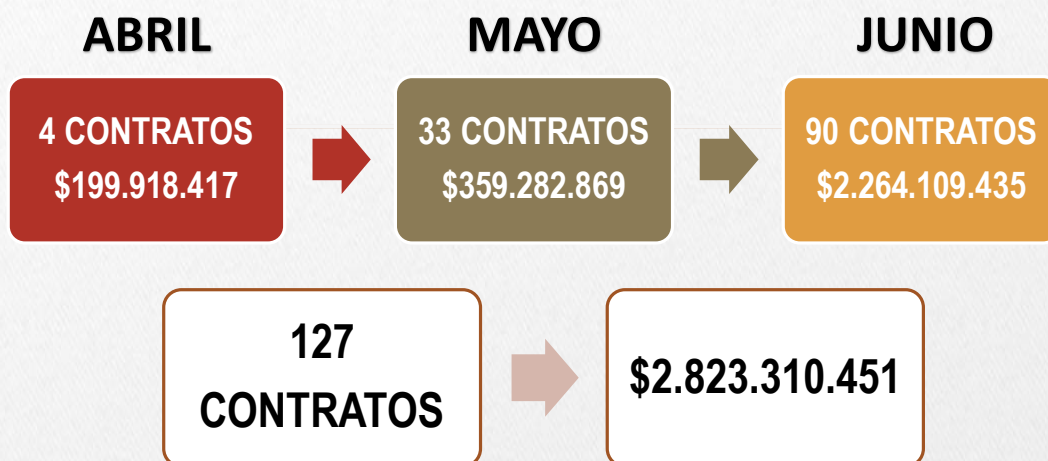 ABRIL
4 CONTRATOS
$199.918.417
MAYO
33 CONTRATOS
$359.282.869
JUNIO
90 CONTRATOS
$2.264.109.435
127
CONTRATOS
$2.823.310.451